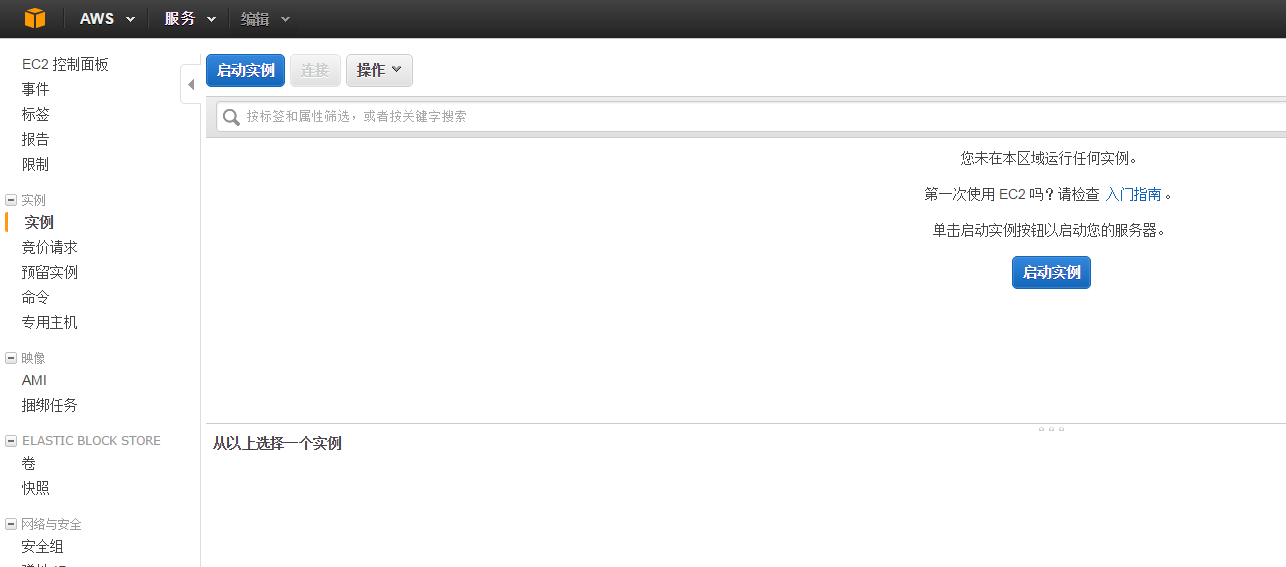 AWS 服务 编辑
EC2 控制面板
事件
标签
报告
限制
实例
实例
竞价请求
预留实例
命令
专用主机
映像
AMI
捆绑任务
ELASTIC BLOCK STORE
卷
快照
网络与安全
安全组
启动实例 连接 操作
按标签和属性筛选，或者按关键字搜索
您未在本区域运行任何实例。
第一次使用 EC2 吗？请检查 入门指南 。
单击启动实例按钮以启动您的服务器。
启动实例
从以上选择一个实例